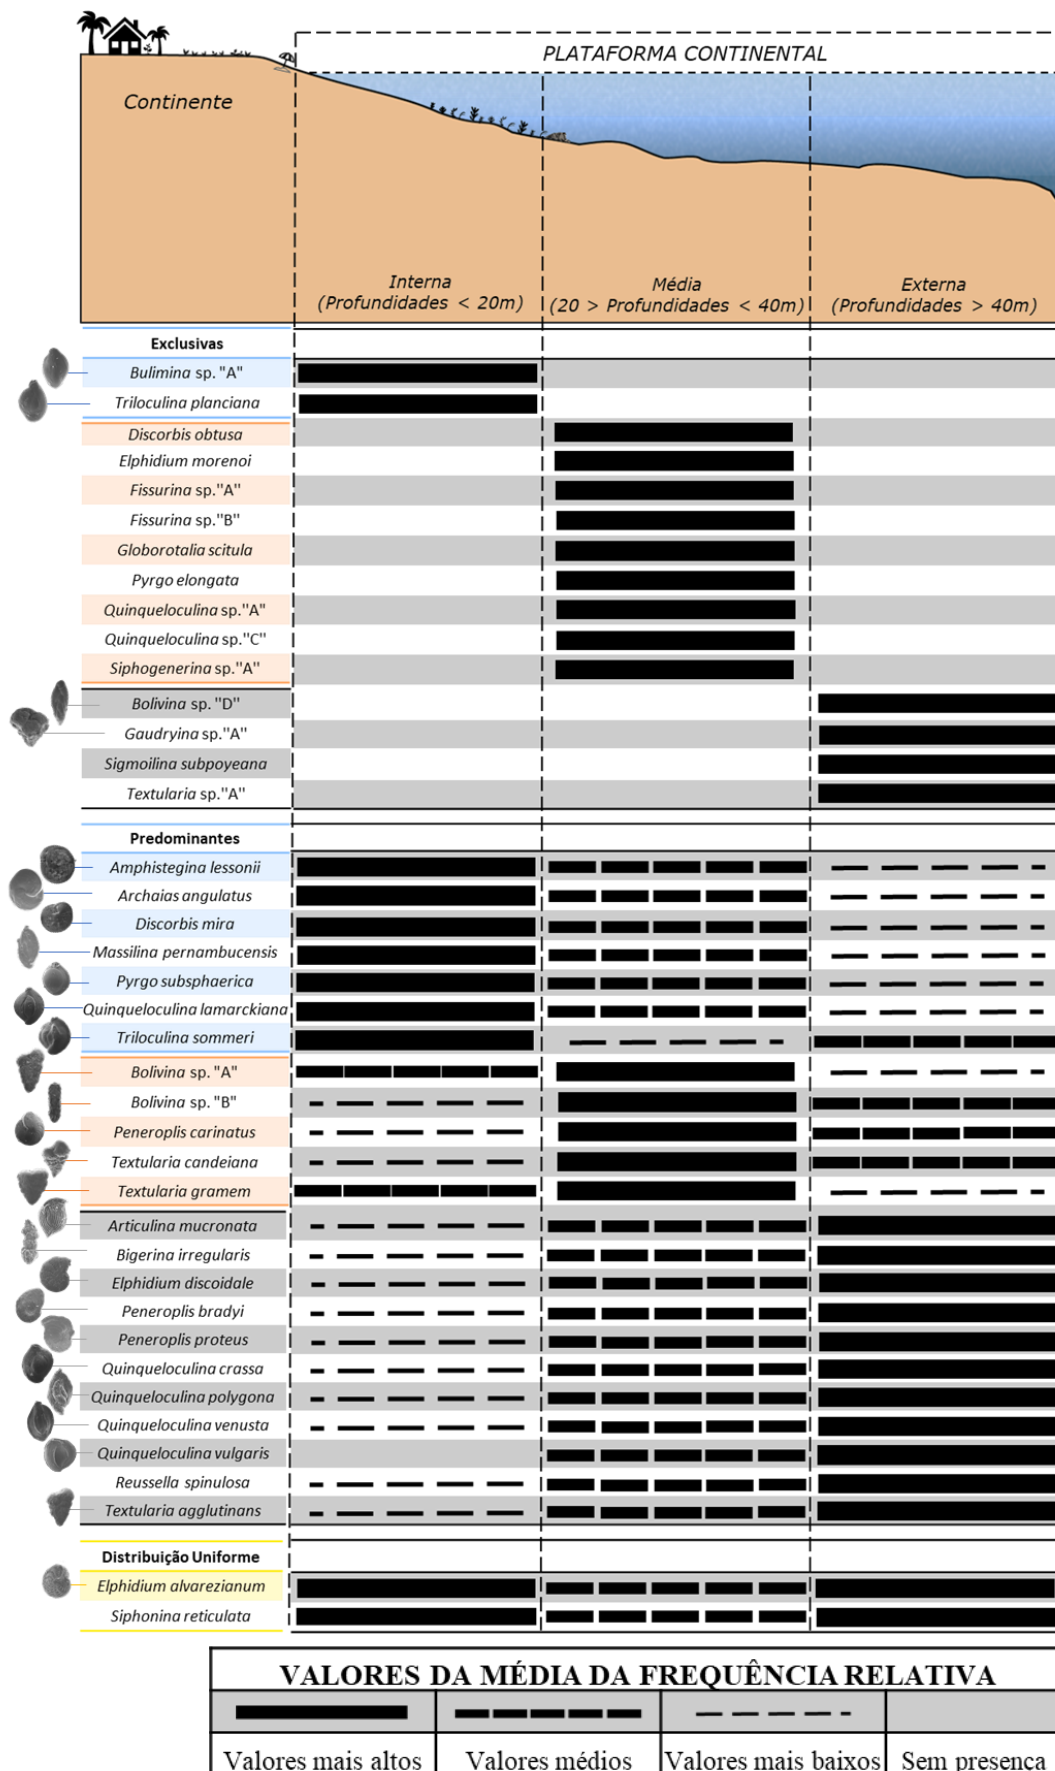 PLATAFORMA CONTINENTAL
Continente
Interna
(Profundidades < 20m)
Média
(20 > Profundidades < 40m)
Externa
(Profundidades > 40m)
Exclusivas
Bulimina sp. "A"
Triloculina planciana
Discorbis obtusa
Elphidium morenoi
Fissurina sp."A"
Fissurina sp."B"
Globorotalia scitula
Pyrgo elongata
Quinqueloculina sp."A"
Quinqueloculina sp."C"
Siphogenerina sp."A"
Bolivina sp. "D"
Gaudryina sp."A"
Sigmoilina subpoyeana
Textularia sp."A"
Predominantes
Amphistegina lessonii
Archaias angulatus
Discorbis mira
Massilina pernambucensis
Pyrgo subsphaerica
Quinqueloculina lamarckiana
Triloculina sommeri
Bolivina sp. "A"
Bolivina sp. "B"
Peneroplis carinatus
Textularia candeiana
Textularia gramem
Articulina mucronata
Bigerina irregularis
Elphidium discoidale
Peneroplis bradyi
Peneroplis proteus
Quinqueloculina crassa
Quinqueloculina polygona
Quinqueloculina venusta
Quinqueloculina vulgaris
Reussella spinulosa
Textularia agglutinans
Distribuição Uniforme
Elphidium alvarezianum
Siphonina reticulata
VALORES DA MÉDIA DA FREQUÊNCIA RELATIVA
Valores mais altos
Valores médios
Valores mais baixos
Sem presença